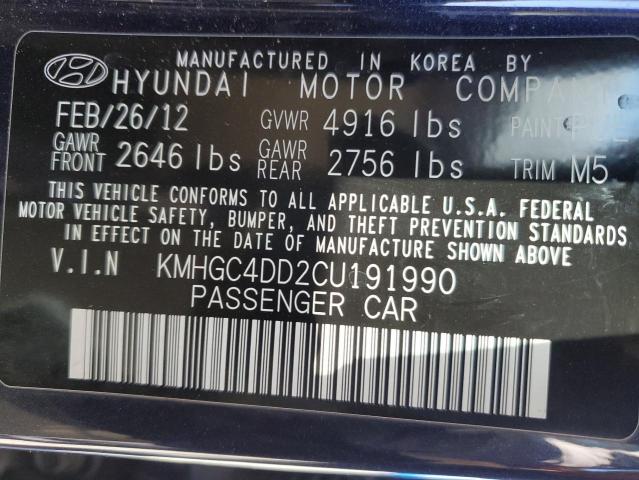 MANUFACTURED IN KOREA BY
HYUNDAI MOTOR COMPANY
FEB/26/12 GVWR 4916 lbs PAINT
GAWR FRONT 2646 lbs GAWR REAR 2756 lbs TRIM M5
THIS VEHICLE CONFORMS TO ALL APPLICABLE U.S.A. FEDERAL
MOTOR VEHICLE SAFETY, BUMPER, AND THEFT PREVENTION STANDARDS
IN EFFECT ON THE DATE OF MANUFACTURE SHOWN ABOVE.
V.I.N KMHGC4DD2CU191990
PASSENGER CAR